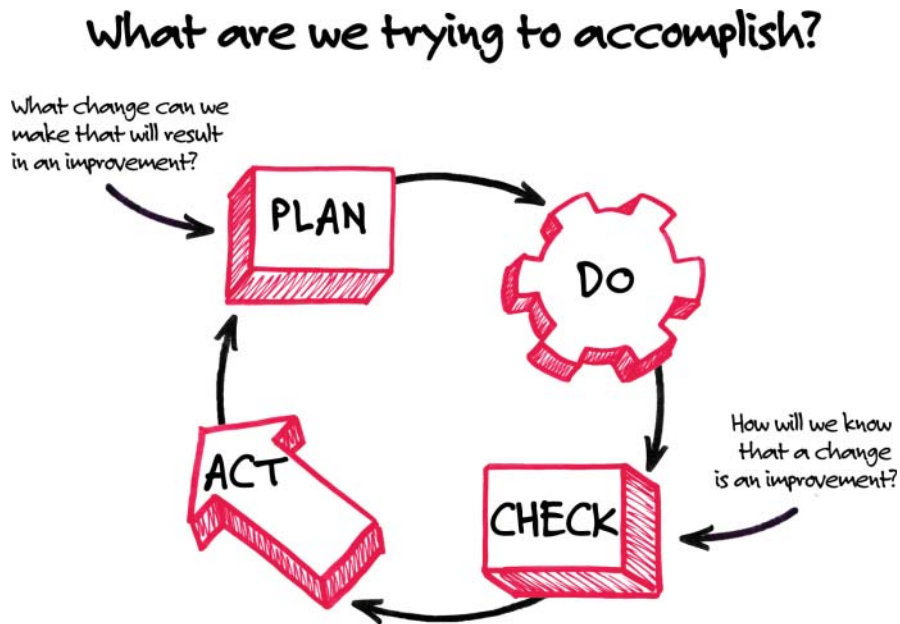 What are we trying to accomplish?
What change can we
make that will result
in an improvement?
PLAN
DO
How will we know
that a change
is an improvement?
ACT
CHECK